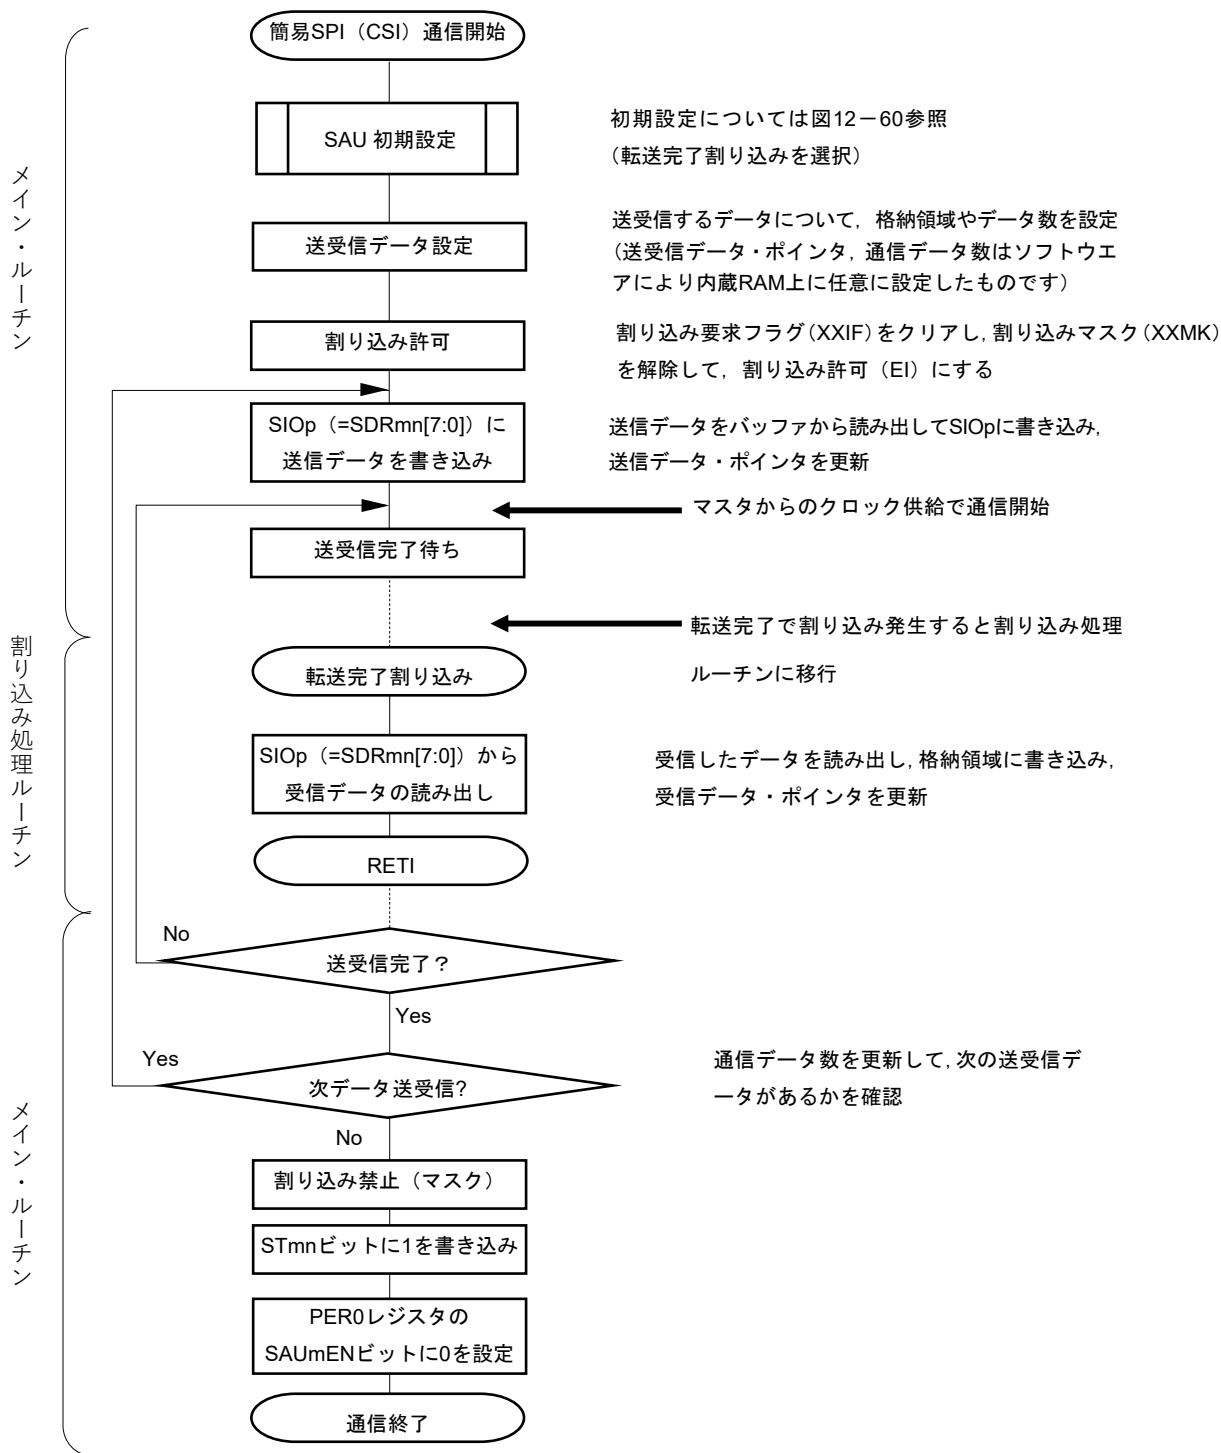 簡易SPI（CSI）通信開始
SAU 初期設定
初期設定については図12－60参照
（転送完了割り込みを選択）
メイン・ルーチン
送受信データ設定
送受信するデータについて，格納領域やデータ数を設定
（送受信データ・ポインタ，通信データ数はソフトウエ
アにより内蔵RAM上に任意に設定したものです）
割り込み許可
割り込み要求フラグ（XXIF）をクリアし，割り込みマスク（XXMK）
を解除して，割り込み許可（EI）にする
SIOp（=SDRmn[7:0]）に
送信データを書き込み
送信データをバッファから読み出してSIOpに書き込み，
送信データ・ポインタを更新
マスタからのクロック供給で通信開始
送受信完了待ち
転送完了で割り込み発生すると割り込み処理
ルーチンに移行
割り込み処理ルーチン
転送完了割り込み
SIOp（=SDRmn[7:0]）から
受信データの読み出し
受信したデータを読み出し，格納領域に書き込み，
受信データ・ポインタを更新
RETI
No
送受信完了？
Yes
Yes
次データ送受信?
通信データ数を更新して，次の送受信デ
ータがあるかを確認
No
メイン・ルーチン
割り込み禁止（マスク）
STmnビットに1を書き込み
PER0レジスタの
SAUmENビットに0を設定
通信終了